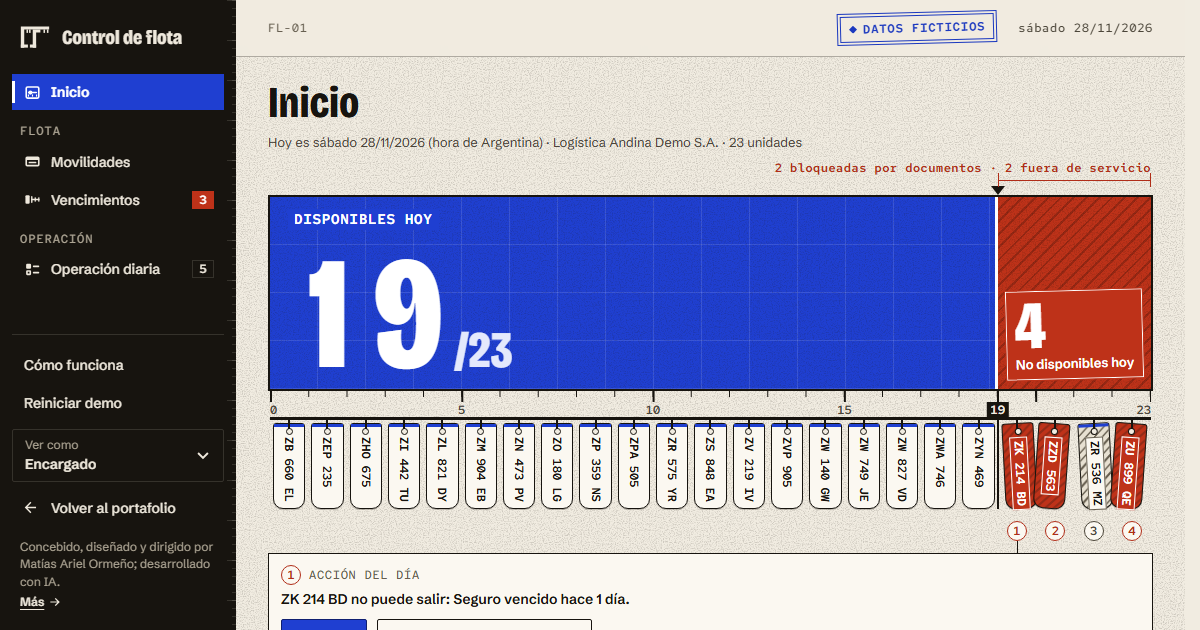 Control de flota
Inicio
FLOTA
Movilidades
Vencimientos 3
OPERACIÓN
Operación diaria 5
Cómo funciona
Reiniciar demo
Ver como
Encargado
Volver al portafolio
Concebido, diseñado y dirigido por
Matías Ariel Ormeño; desarrollado
con IA.
Más →
FL-01
◆ DATOS FICTICIOS
sábado 28/11/2026
Inicio
Hoy es sábado 28/11/2026 (hora de Argentina) · Logística Andina Demo S.A. · 23 unidades
2 bloqueadas por documentos · 2 fuera de servicio
DISPONIBLES HOY
19/23
4
No disponibles hoy
0 5 10 15 19 23
ZB 660 EL
ZEP 235
ZHO 675
ZI 442 TU
ZL 821 DY
ZM 904 EB
ZN 473 PV
ZO 180 LG
ZP 359 NS
ZPA 505
ZR 575 YR
ZS 848 EA
ZV 219 IV
ZVP 905
ZW 140 GW
ZW 749 JE
ZW 827 VD
ZWA 746
ZYN 469
ZK 214 BD
ZZD 563
ZR 536 MZ
ZU 899 QE
1 2 3 4
1 ACCIÓN DEL DÍA
ZK 214 BD no puede salir: Seguro vencido hace 1 día.